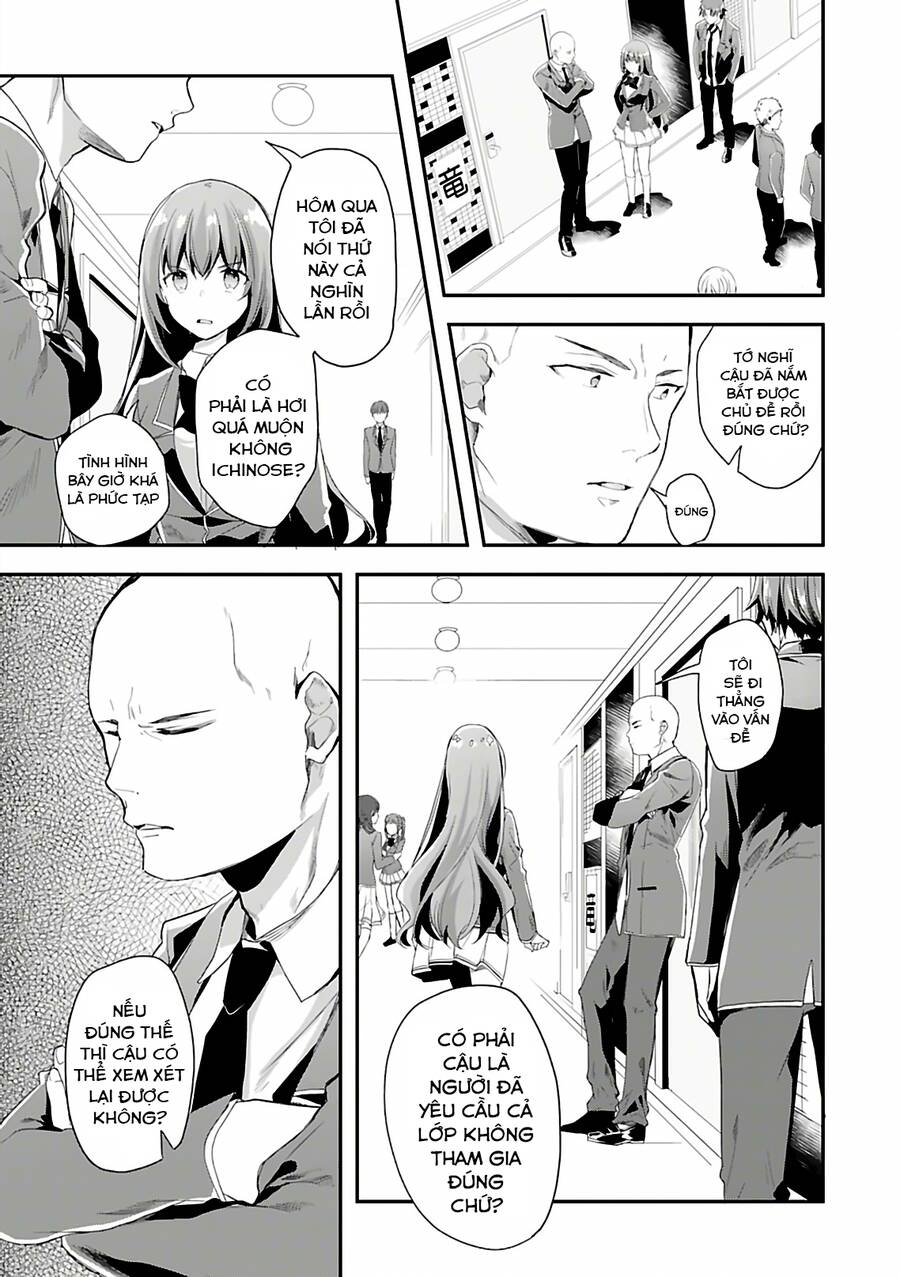 竜
TỚ NGHĨ
CẬU ĐÃ NẮM
BẮT ĐƯỢC
CHỦ ĐỀ RỒI
ĐÚNG CHỨ?
ĐÚNG
HÔM QUA
TÔI ĐÃ
NÓI THỨ
NÀY CẢ
NGHÌN
LẦN RỒI
CÓ
PHẢI LÀ HƠI
QUÁ MUỘN
KHÔNG
ICHINOSE?
TÌNH HÌNH
BÂY GIỜ KHÁ
LÀ PHỨC TẠP
TÔI
SẼ ĐI
THẲNG
VÀO VẤN
ĐỀ
CÓ PHẢI
CẬU LÀ
NGƯỜI ĐÃ
YÊU CẦU CẢ
LỚP KHÔNG
THAM GIA
ĐÚNG
CHỨ?
NẾU
ĐÚNG THẾ
THÌ CẬU CÓ
THỂ XEM XÉT
LẠI ĐƯỢC
KHÔNG?